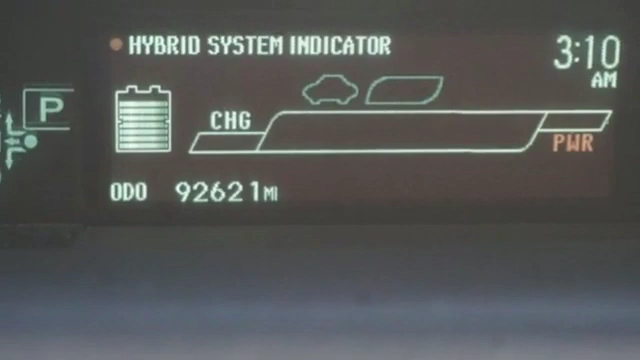 HYBRID SYSTEM INDICATOR
3:10
AM
P
CHG
PWR
ODO 92621MI